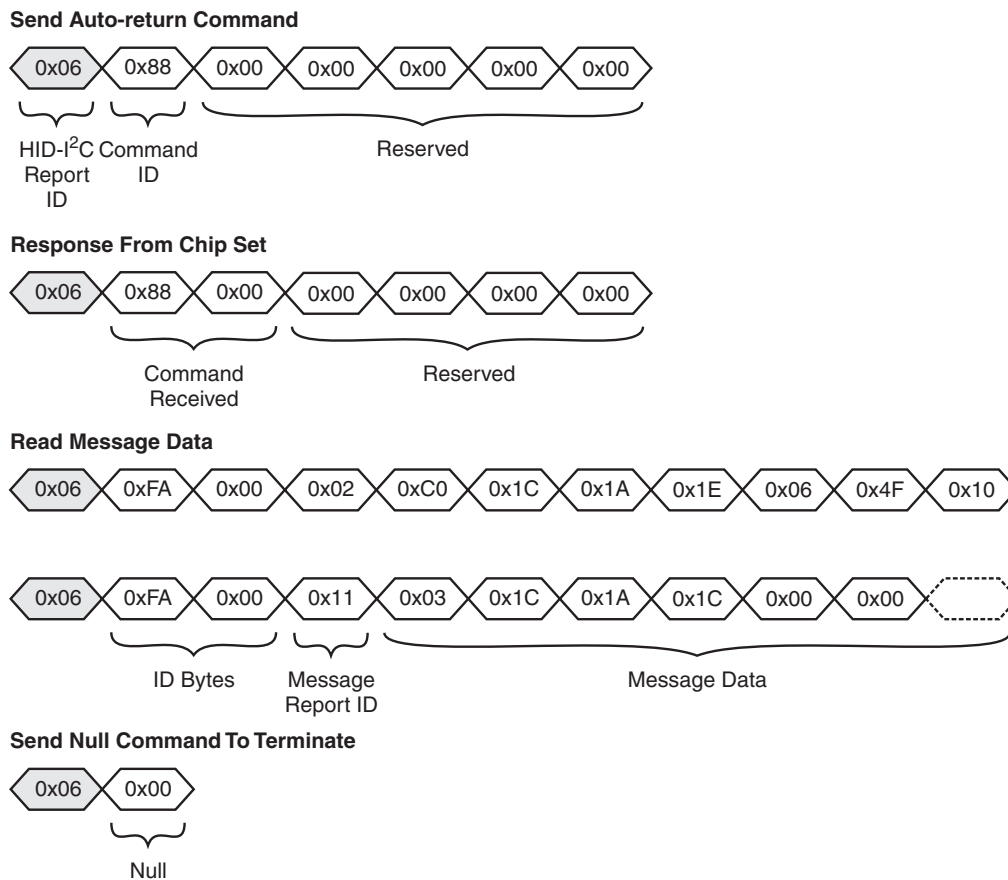 Send Auto-return Command
0x06 0x88 0x00 0x00 0x00 0x00 0x00
HID-I²C Report ID
Command ID
Reserved
Response From Chip Set
0x06 0x88 0x00 0x00 0x00 0x00 0x00
Command Received
Reserved
Read Message Data
0x06 0xFA 0x00 0x02 0xC0 0x1C 0x1A 0x1E 0x06 0x4F 0x10
0x06 0xFA 0x00 0x11 0x03 0x1C 0x1A 0x1C 0x00 0x00
ID Bytes
Message Report ID
Message Data
Send Null Command To Terminate
0x06 0x00
Null